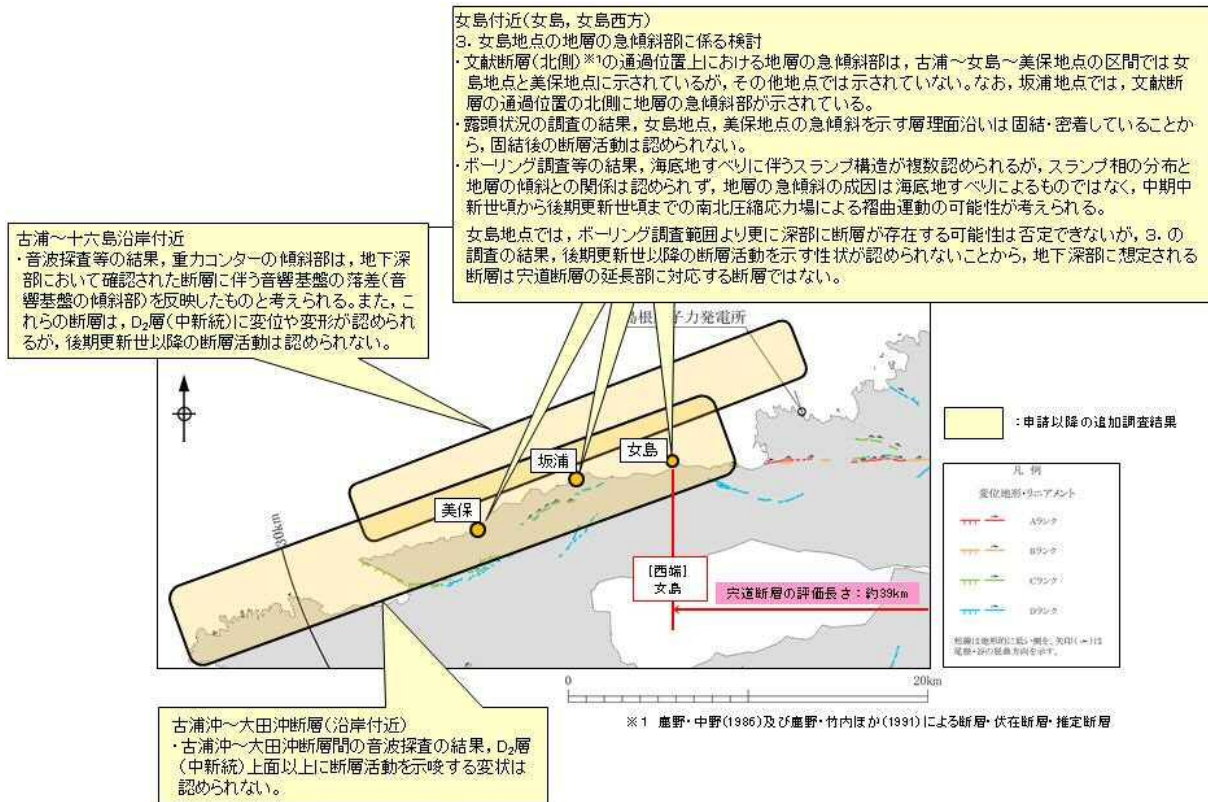 女島付近(女島，女島西方)
3. 女島地点の地層の急傾斜部に係る検討
・文献断層(北側)※1の通過位置上における地層の急傾斜部は，古浦～女島～美保地点の区間では女
島地点と美保地点に示されているが，その他地点では示されていない。なお，坂浦地点では，文献断
層の通過位置の北側に地層の急傾斜部が示されている。
・露頭状況の調査の結果，女島地点，美保地点の急傾斜を示す層理面沿いは固結・密着していることか
ら，固結後の断層活動は認められない。
・ボーリング調査等の結果，海底地すべりに伴うスランプ構造が複数認められるが，スランプ相の分布と
地層の傾斜との関係は認められず，地層の急傾斜の成因は海底地すべりによるものではなく，中期中
新世頃から後期更新世頃までの南北圧縮応力場による褶曲運動の可能性が考えられる。
女島地点では，ボーリング調査範囲より更に深部に断層が存在する可能性は否定できないが，3．の
調査の結果，後期更新世以降の断層活動を示す性状が認められないことから，地下深部に想定される
断層は宍道断層の延長部に対応する断層ではない。
古浦～十六島沿岸付近
・音波探査等の結果，重力コンターの傾斜部は，地下深
部において確認された断層に伴う音響基盤の落差(音
響基盤の傾斜部)を反映したものと考えられる。また，こ
れらの断層は，D₂層(中新統)に変位や変形が認められ
るが，後期更新世以降の断層活動は認められない。
島根 子力発電所
：申請以降の追加調査結果
女島
坂浦
美保
30km
凡 例
変位地形・リニアメント
Aランク
Bランク
Cランク
Dランク
短線は地形的に低い側を，矢印(→)は
尾根・谷の屈曲方向を示す。
[西端]
女島
宍道断層の評価長さ：約39km
0
20km
※1 鹿野・中野(1986)及び鹿野・竹内ほか(1991)による断層・伏在断層・推定断層
古浦沖～大田沖断層(沿岸付近)
・古浦沖～大田沖断層間の音波探査の結果，D₂層
(中新統)上面以上に断層活動を示唆する変状は
認められない。